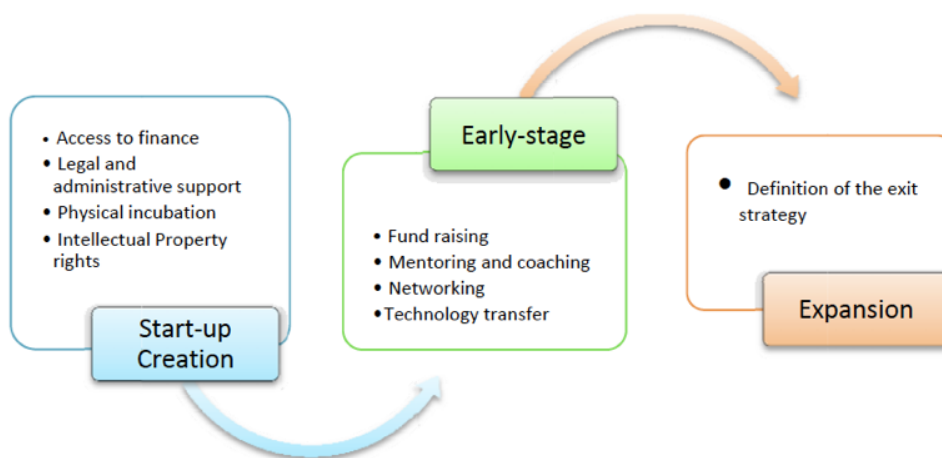 • Access to finance
• Legal and
administrative support
• Physical incubation
• Intellectual Property
rights
Start-up
Creation
Early-stage
• Fund raising
• Mentoring and coaching
• Networking
•Technology transfer
• Definition of the exit
strategy
Expansion